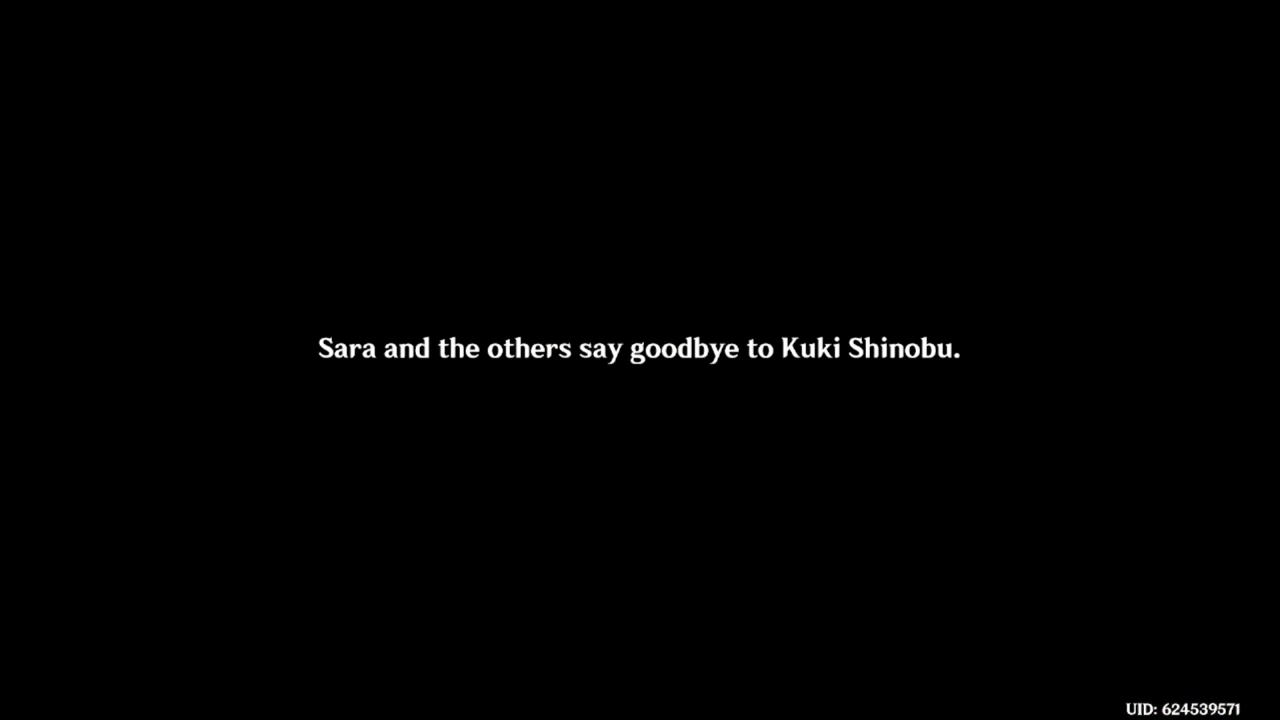 Sara and the others say goodbye to Kuki Shinobu.
UID: 624539571